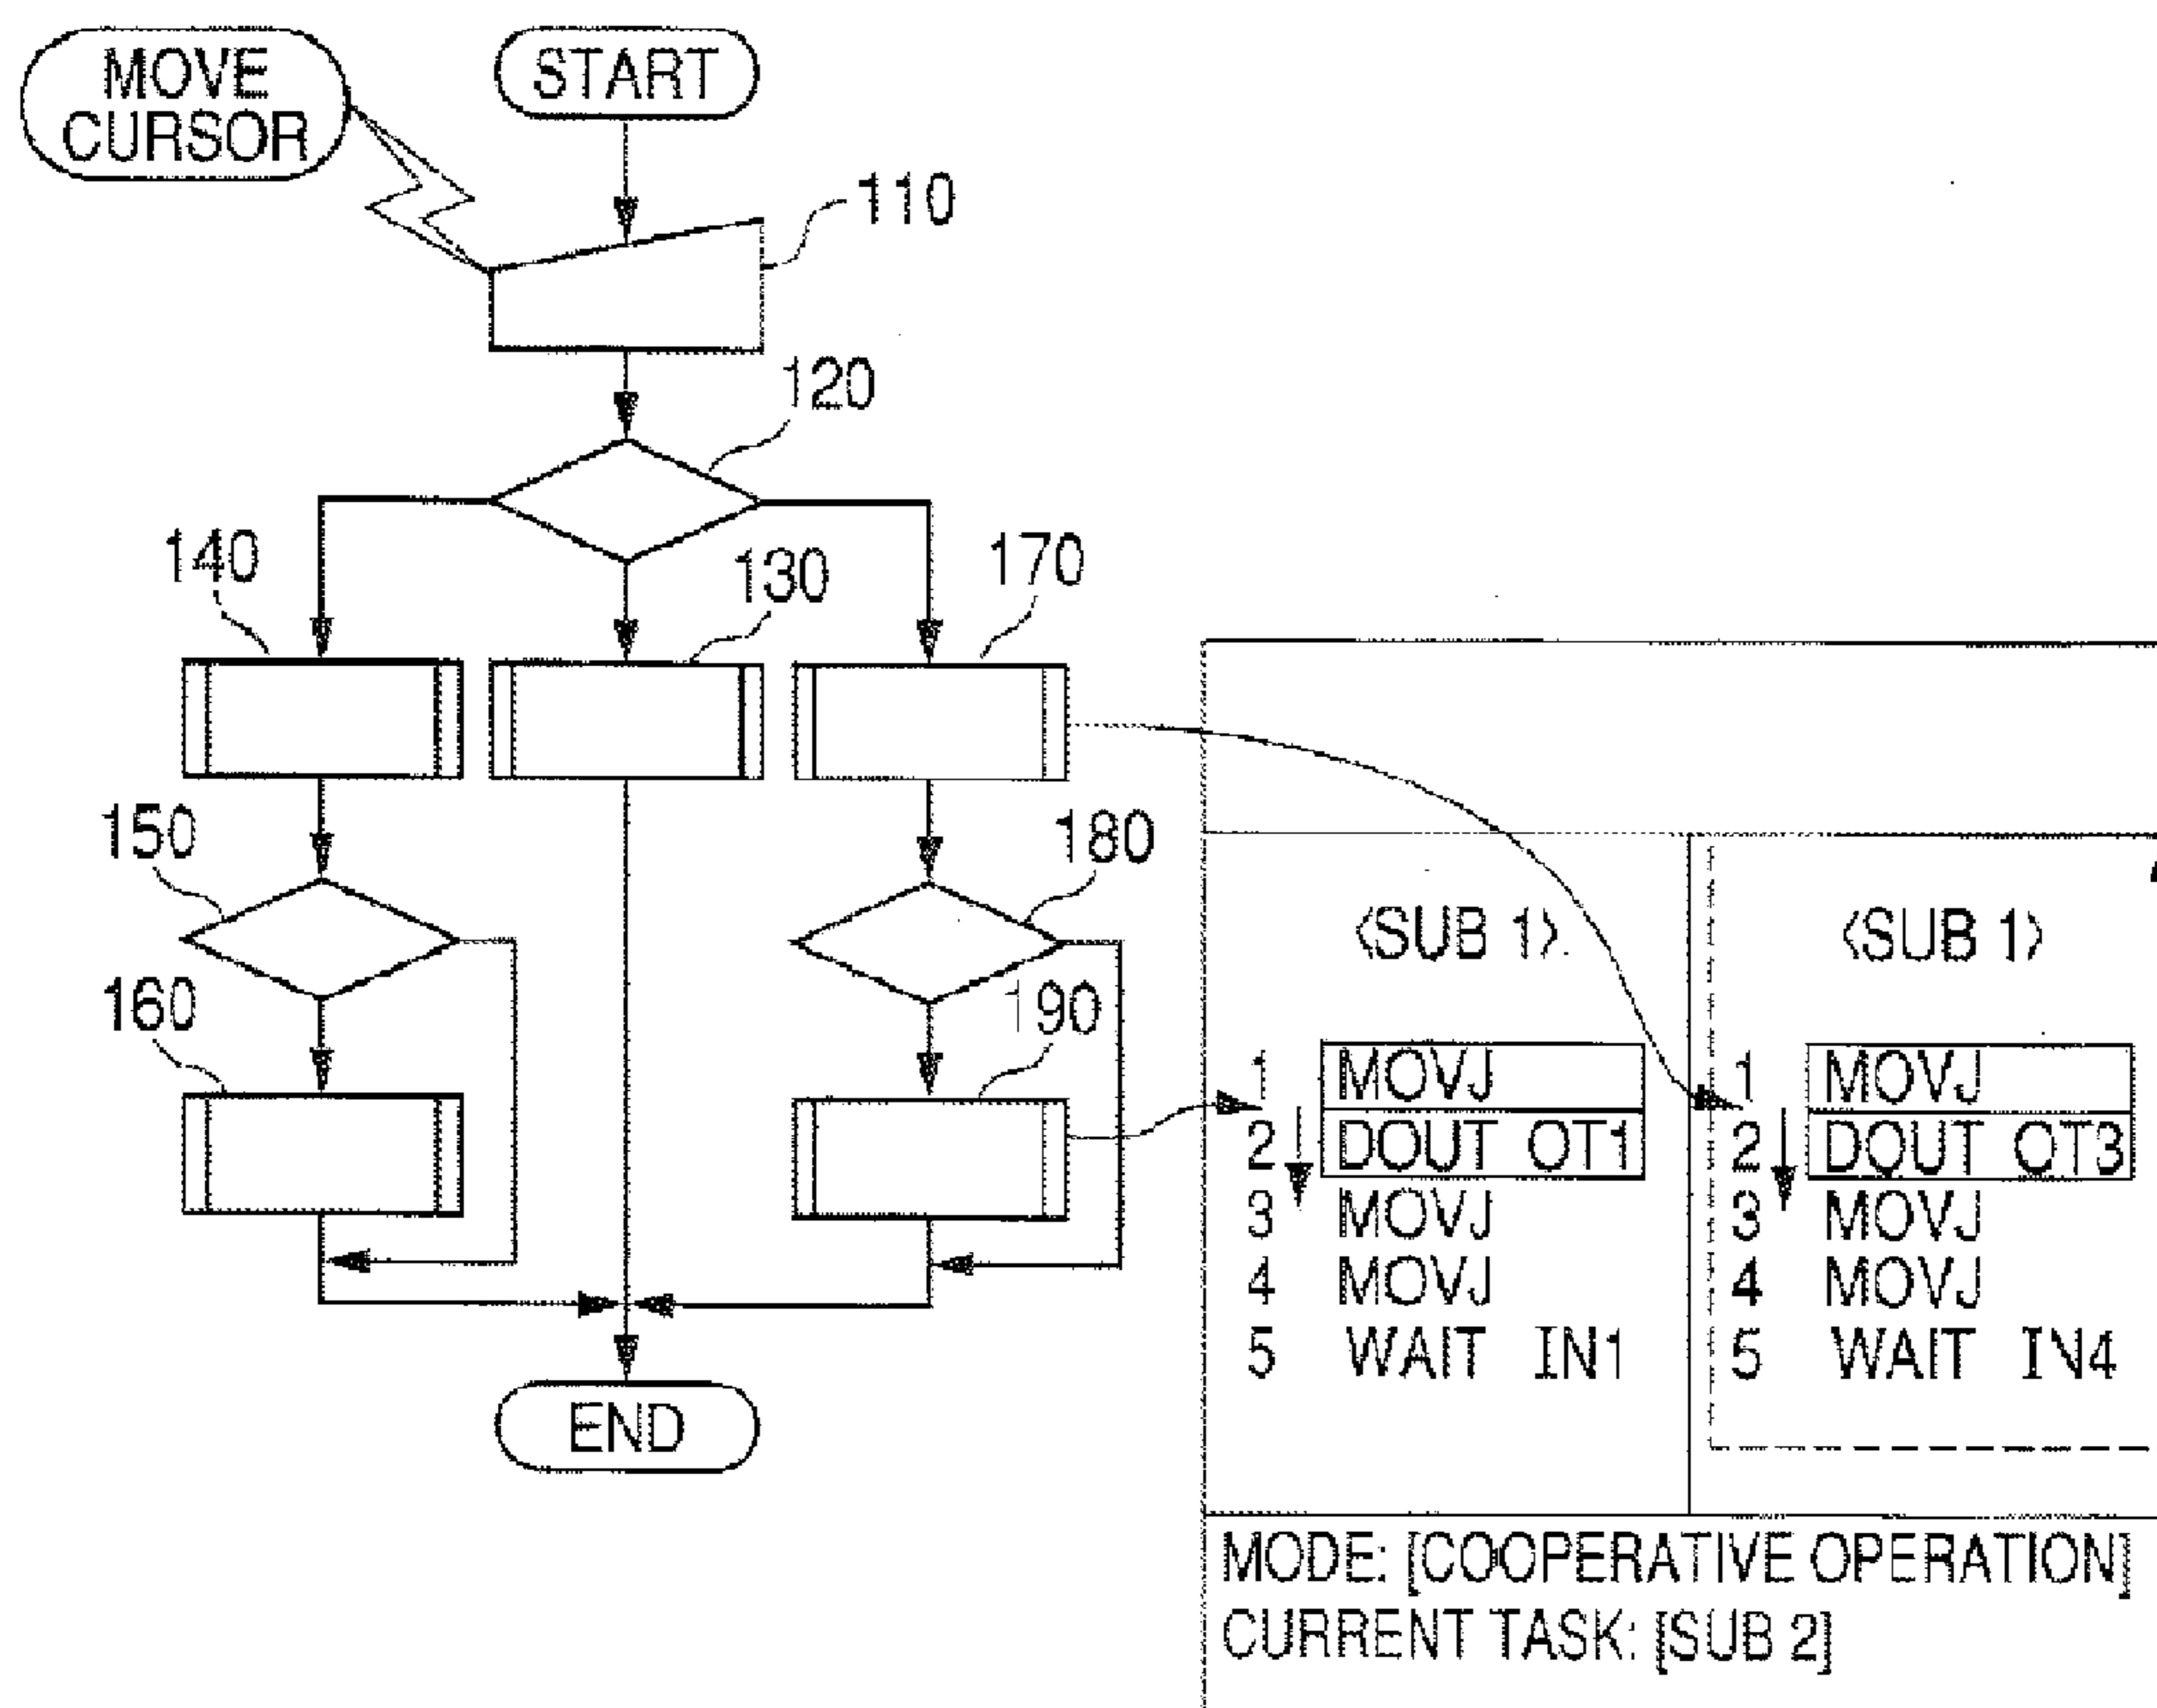 MOVE
CURSOR
START
110
120
140
130
170
150
180
160
190
<SUB 1>
1 MOVJ
2 DOUT OT1
3 MOVJ
4 MOVJ
5 WAIT IN1
<SUB 1>
1 MOVJ
2 DOUT OT3
3 MOVJ
4 MOVJ
5 WAIT IN4
END
MODE: [COOPERATIVE OPERATION]
CURRENT TASK: [SUB 2]